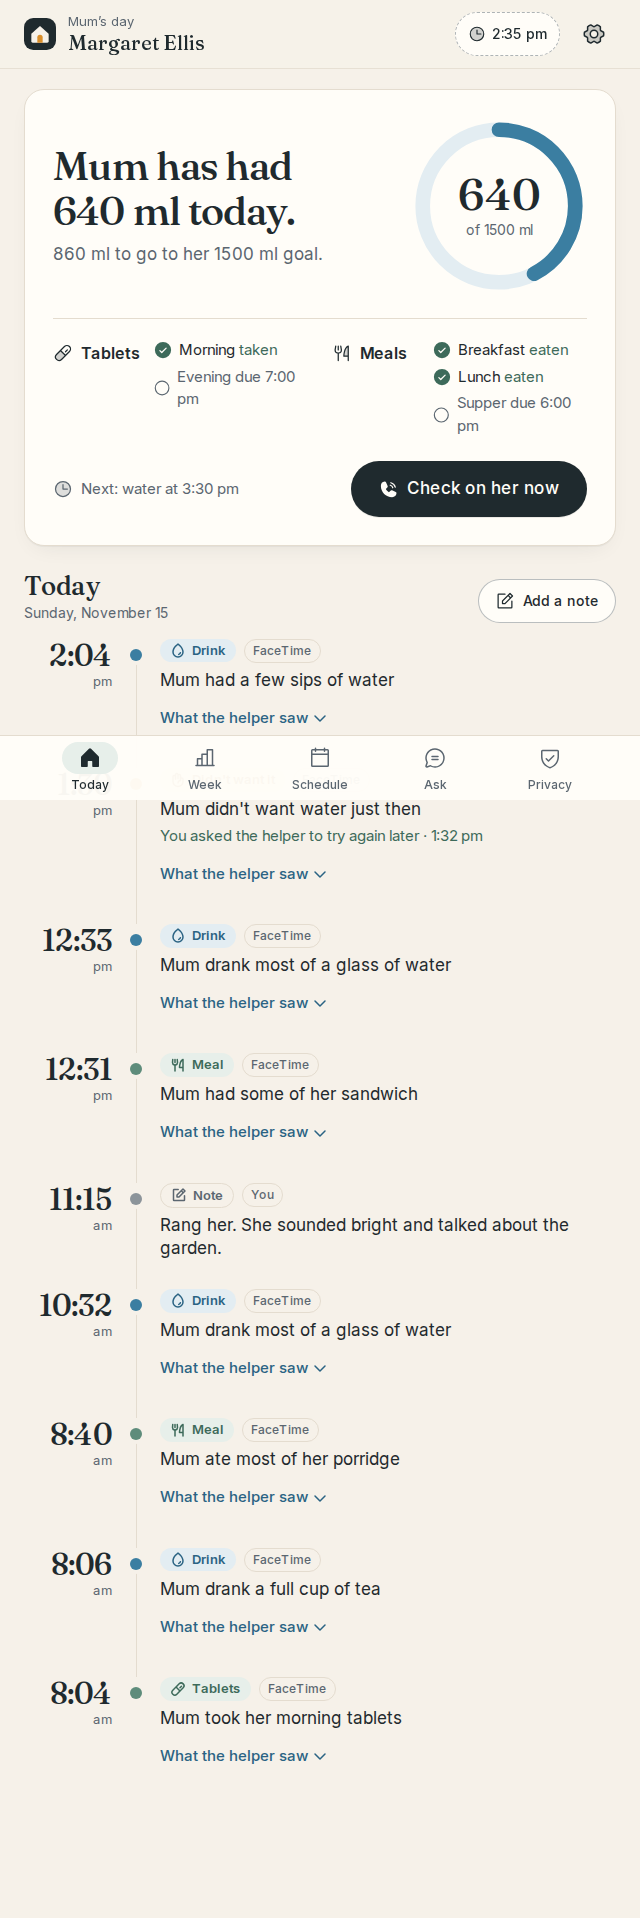 Mum's day
Margaret Ellis
2:35 pm
Mum has had
640 ml today.
860 ml to go to her 1500 ml goal.
640
of 1500 ml
Tablets
Morning taken
Evening due 7:00
pm
Meals
Breakfast eaten
Lunch eaten
Supper due 6:00
pm
Next: water at 3:30 pm
Check on her now
Today
Sunday, November 15
Add a note
2:04
pm
Drink
FaceTime
Mum had a few sips of water
What the helper saw
Today
Week
Schedule
Ask
Privacy
pm
Mum didn't want water just then
You asked the helper to try again later · 1:32 pm
What the helper saw
12:33
pm
Drink
FaceTime
Mum drank most of a glass of water
What the helper saw
12:31
pm
Meal
FaceTime
Mum had some of her sandwich
What the helper saw
11:15
am
Note
You
Rang her. She sounded bright and talked about the
garden.
10:32
am
Drink
FaceTime
Mum drank most of a glass of water
What the helper saw
8:40
am
Meal
FaceTime
Mum ate most of her porridge
What the helper saw
8:06
am
Drink
FaceTime
Mum drank a full cup of tea
What the helper saw
8:04
am
Tablets
FaceTime
Mum took her morning tablets
What the helper saw